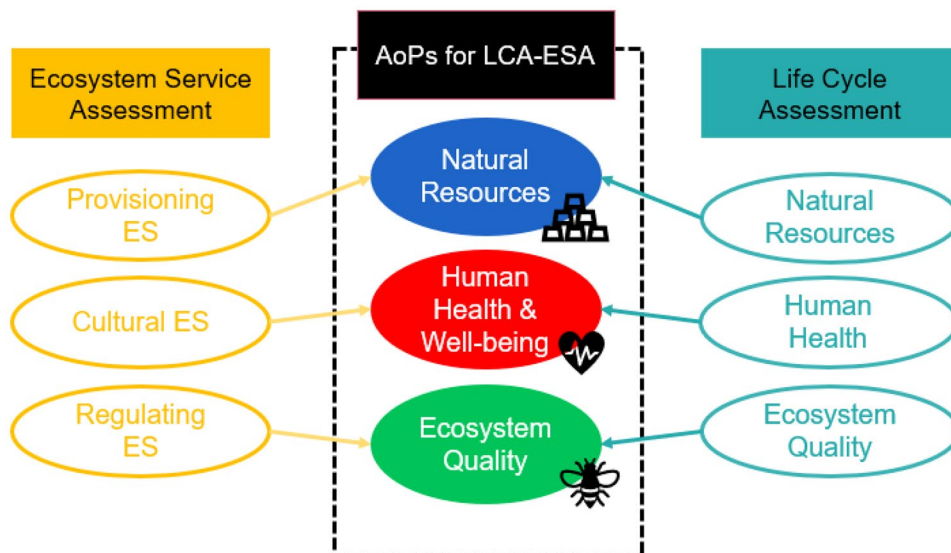 AoPs for LCA-ESA
Ecosystem Service
Assessment
Life Cycle
Assessment
Provisioning
ES
Natural
Resources
Natural
Resources
Cultural ES
Human
Health &
Well-being
Human
Health
Regulating
ES
Ecosystem
Quality
Ecosystem
Quality